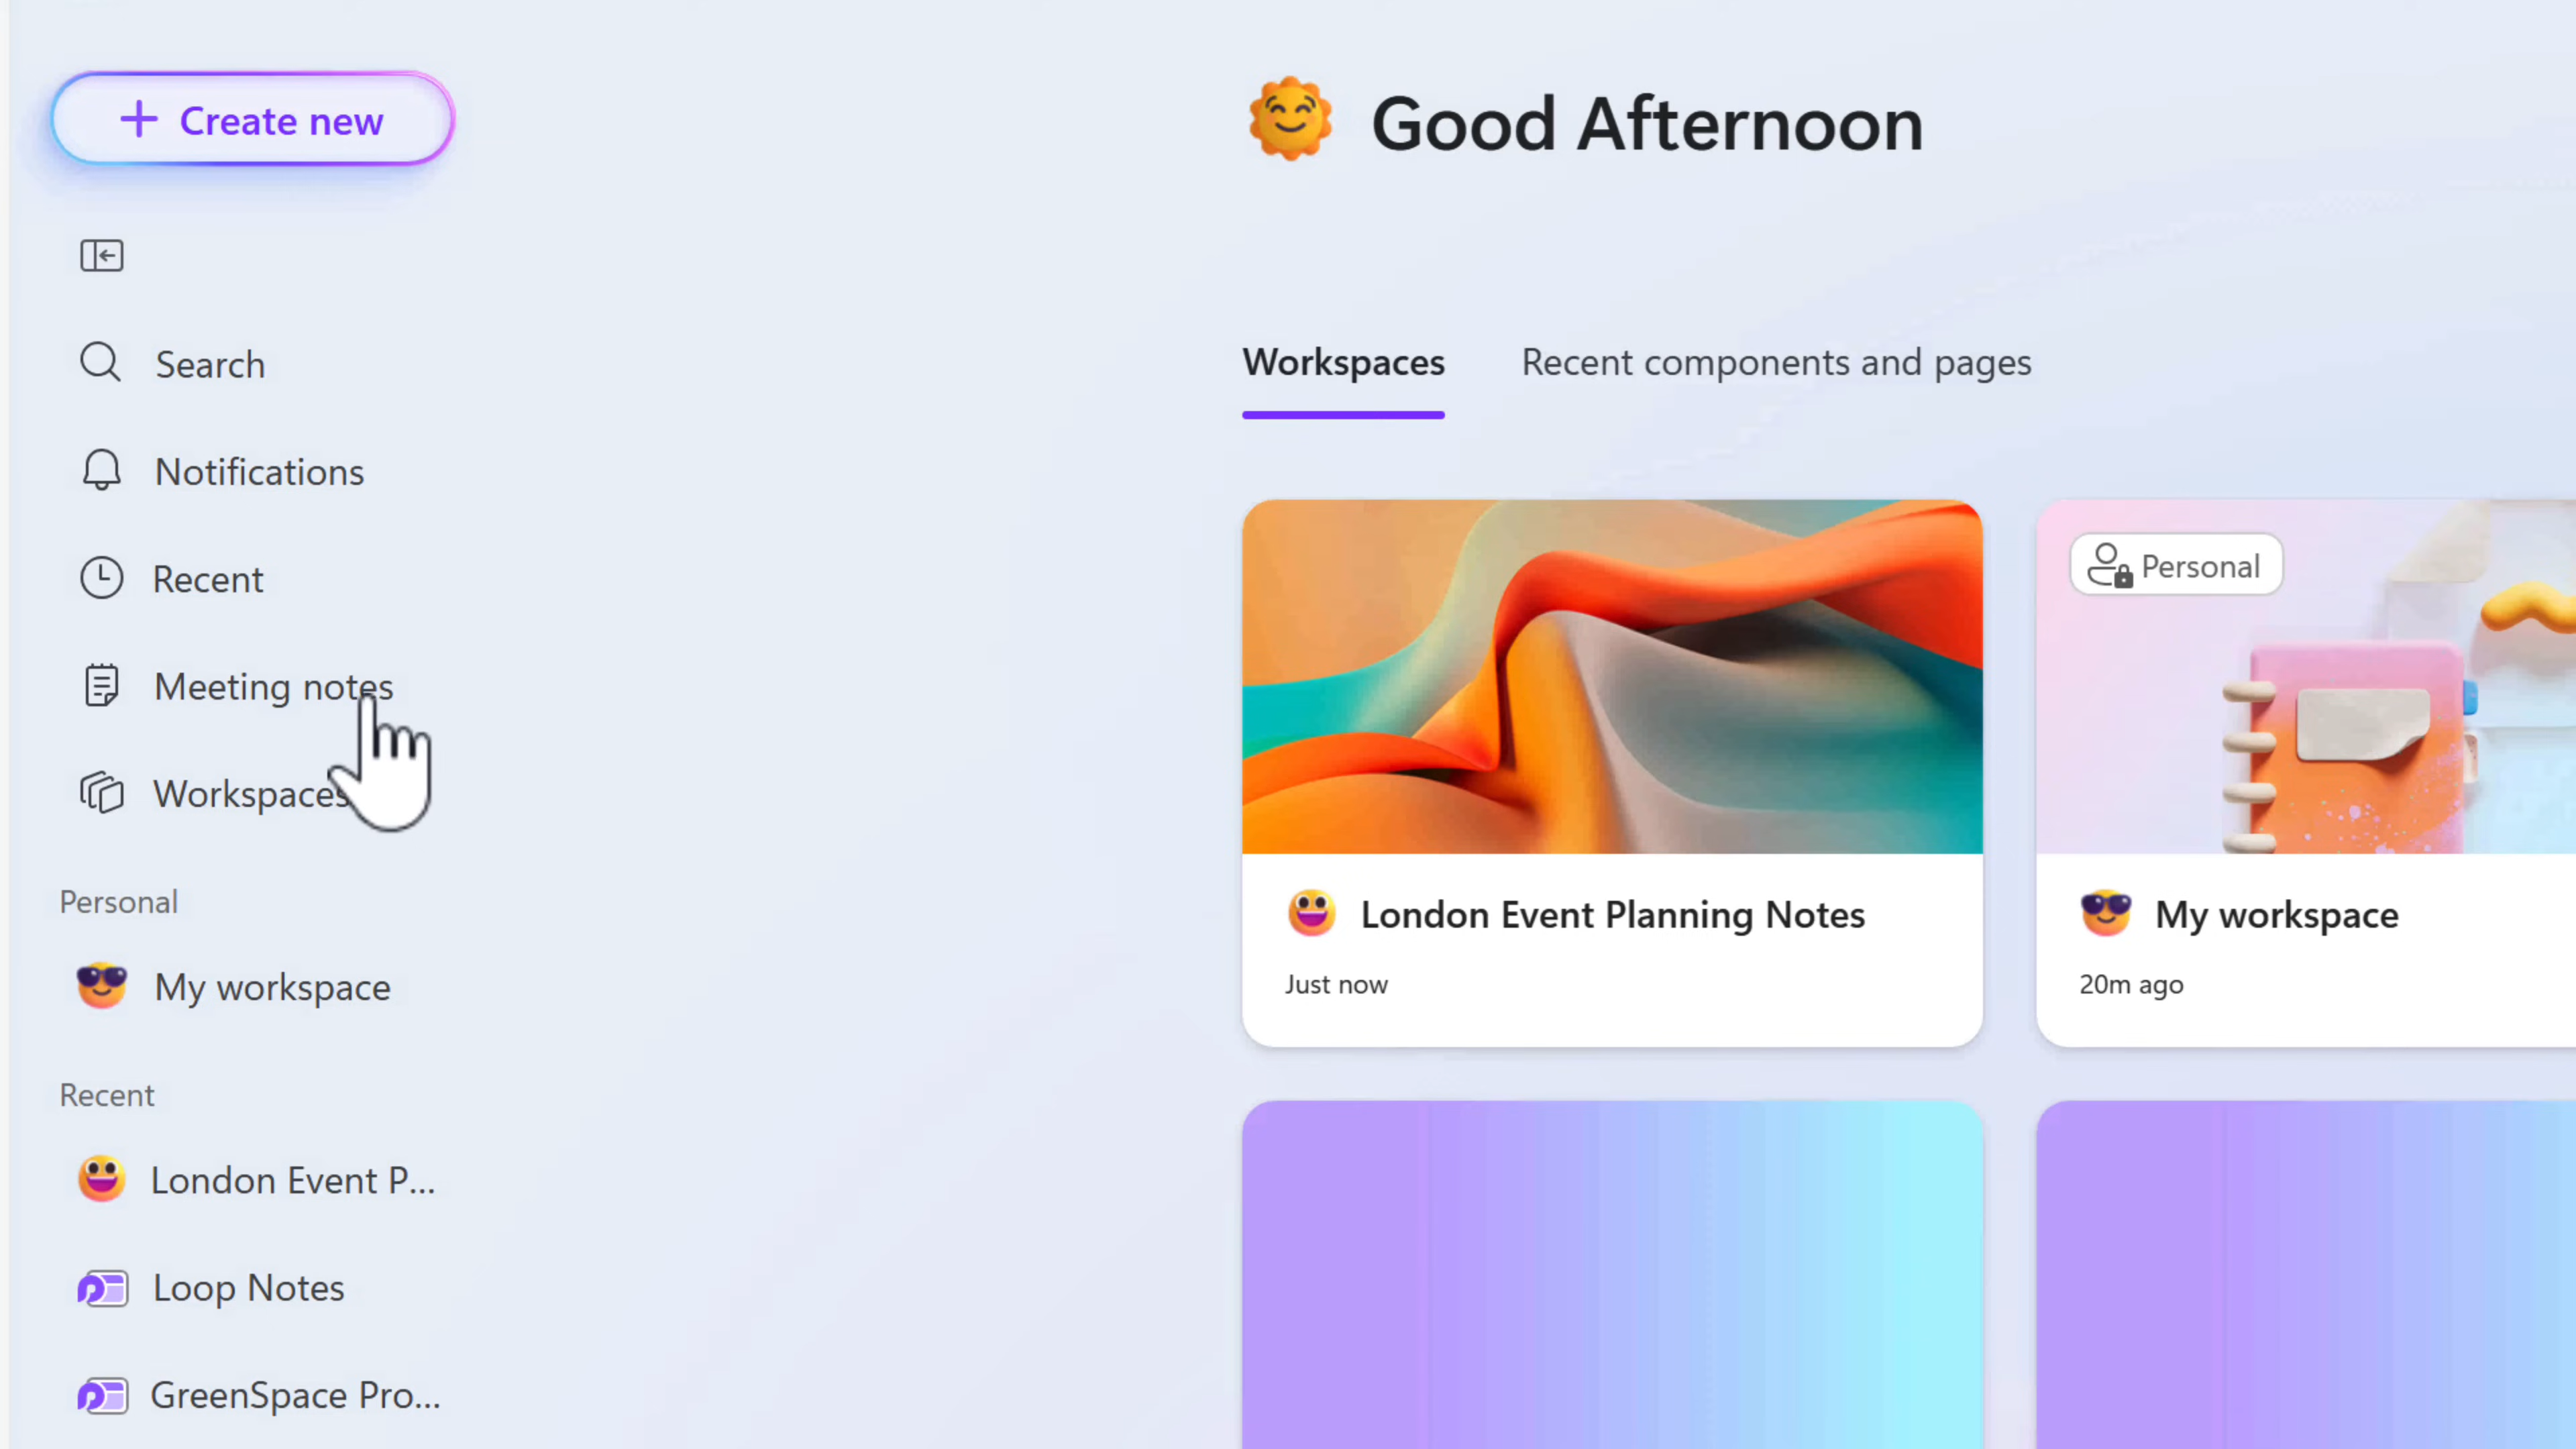 Create new
Search
Notifications
Recent
Meeting notes
Workspaces
Personal
My workspace
Recent
London Event P...
Loop Notes
GreenSpace Pro...
Good Afternoon
Workspaces
Recent components and pages
London Event Planning Notes
Just now
Personal
My workspace
20m ago